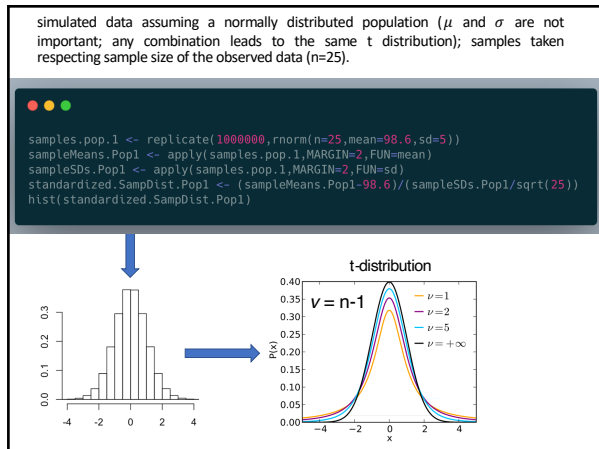 simulated data assuming a normally distributed population (μ and σ are not
important; any combination leads to the same t distribution); samples taken
respecting sample size of the observed data (n=25).
samples.pop.1 <- replicate(1000000,rnorm(n=25,mean=98.6,sd=5))
sampleMeans.Pop1 <- apply(samples.pop.1,MARGIN=2,FUN=mean)
sampleSDs.Pop1 <- apply(samples.pop.1,MARGIN=2,FUN=sd)
standardized.SampDist.Pop1 <- (sampleMeans.Pop1-98.6)/(sampleSDs.Pop1/sqrt(25))
hist(standardized.SampDist.Pop1)
0.0 0.1 0.2 0.3
-4 -2 0 2 4
t-distribution
v = n-1
ν=1
ν=2
ν=5
ν=+∞
0.40
0.35
0.30
0.25
0.20
0.15
0.10
0.05
0.00
P(x)
−4 −2 0 2 4
x